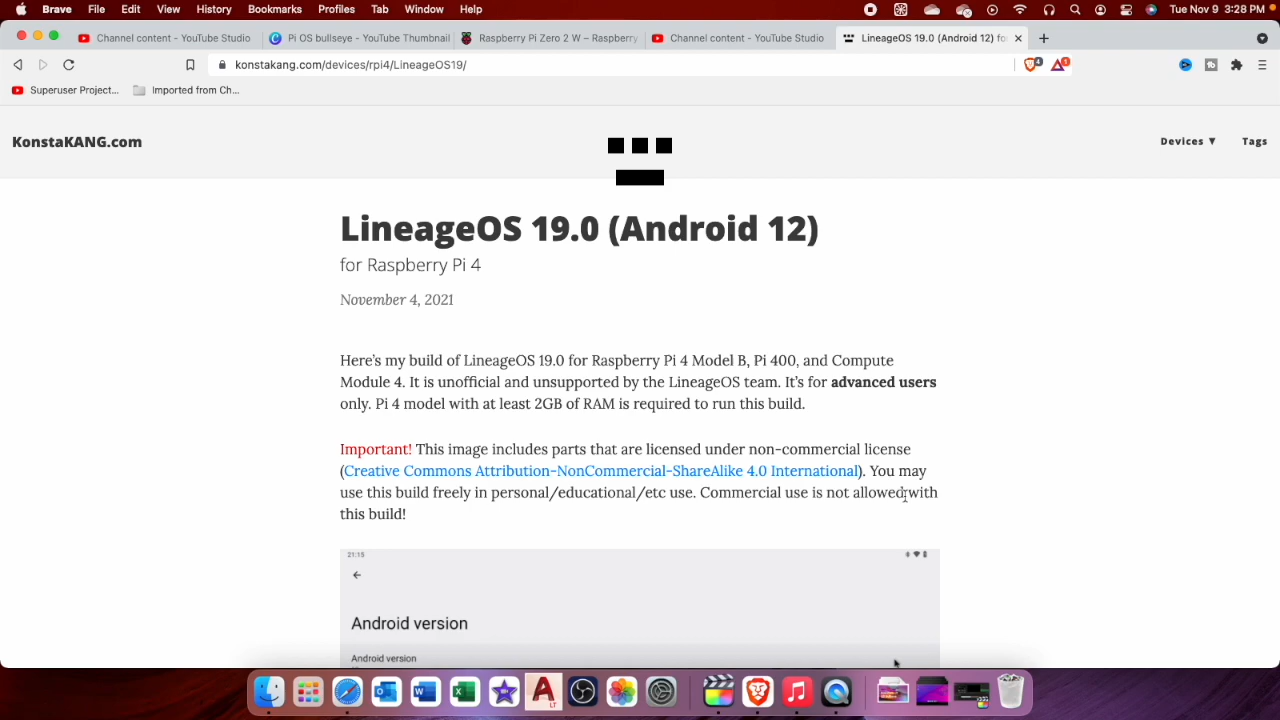 Brave File Edit View History Bookmarks Profiles Tab Window Help Tue Nov 9 3:28 PM
Channel content - YouTube Studio Pi OS bullseye - YouTube Thumbnail Raspberry Pi Zero 2 W – Raspberry Channel content - YouTube Studio LineageOS 19.0 (Android 12) fo
konstakang.com/devices/rpi4/LineageOS19/ 4 1
Superuser Project... Imported from Ch...
KonstaKANG.com Devices ▼ Tags
LineageOS 19.0 (Android 12)
for Raspberry Pi 4
November 4, 2021
Here's my build of LineageOS 19.0 for Raspberry Pi 4 Model B, Pi 400, and Compute
Module 4. It is unofficial and unsupported by the LineageOS team. It's for advanced users
only. Pi 4 model with at least 2GB of RAM is required to run this build.
Important! This image includes parts that are licensed under non-commercial license
(Creative Commons Attribution-NonCommercial-ShareAlike 4.0 International). You may
use this build freely in personal/educational/etc use. Commercial use is not allowed with
this build!
21:15
Android version
Android version
A LT W X